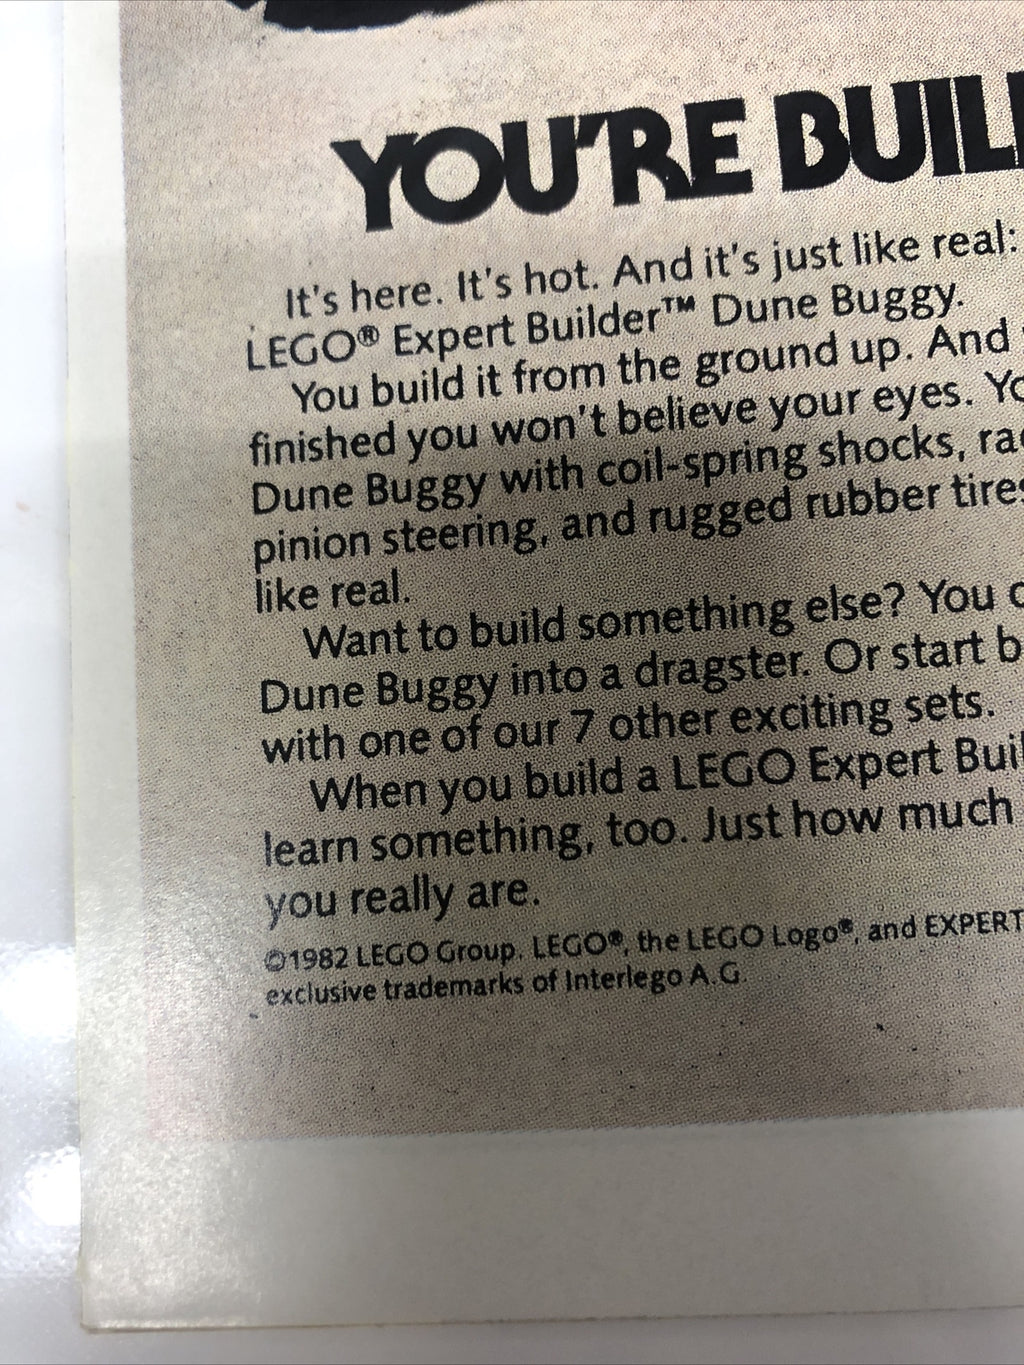 YOU'RE BUIL
It's here. It's hot. And it's just like real:
LEGO® Expert Builder™ Dune Buggy.
You build it from the ground up. And
finished you won't believe your eyes. Yo
Dune Buggy with coil-spring shocks, rac
pinion steering, and rugged rubber tires
like real.
Want to build something else? You c
Dune Buggy into a dragster. Or start b
with one of our 7 other exciting sets.
When you build a LEGO Expert Buil
learn something, too. Just how much
you really are.
©1982 LEGO Group. LEGO®, the LEGO Logo®, and EXPERT
exclusive trademarks of Interlego A.G.